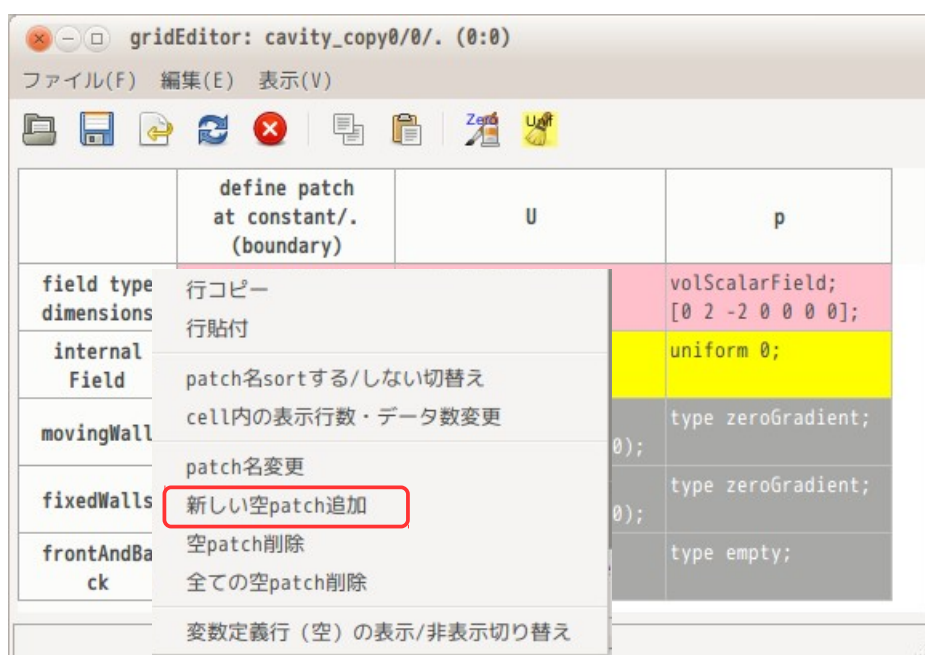 gridEditor: cavity_copy0/0/. (0:0)
ファイル(F) 編集(E) 表示(V)
Zero Unif
define patch
at constant/.
(boundary)
U
p
field type
dimensions
volScalarField;
[0 2 -2 0 0 0 0];
internal
Field
uniform 0;
movingWall
type zeroGradient;
0);
fixedWalls
type zeroGradient;
0);
frontAndBa
ck
type empty;
行コピー
行貼付
patch名sortする/しない切替え
cell内の表示行数・データ数変更
patch名変更
新しい空patch追加
空patch削除
全ての空patch削除
変数定義行（空）の表示/非表示切り替え